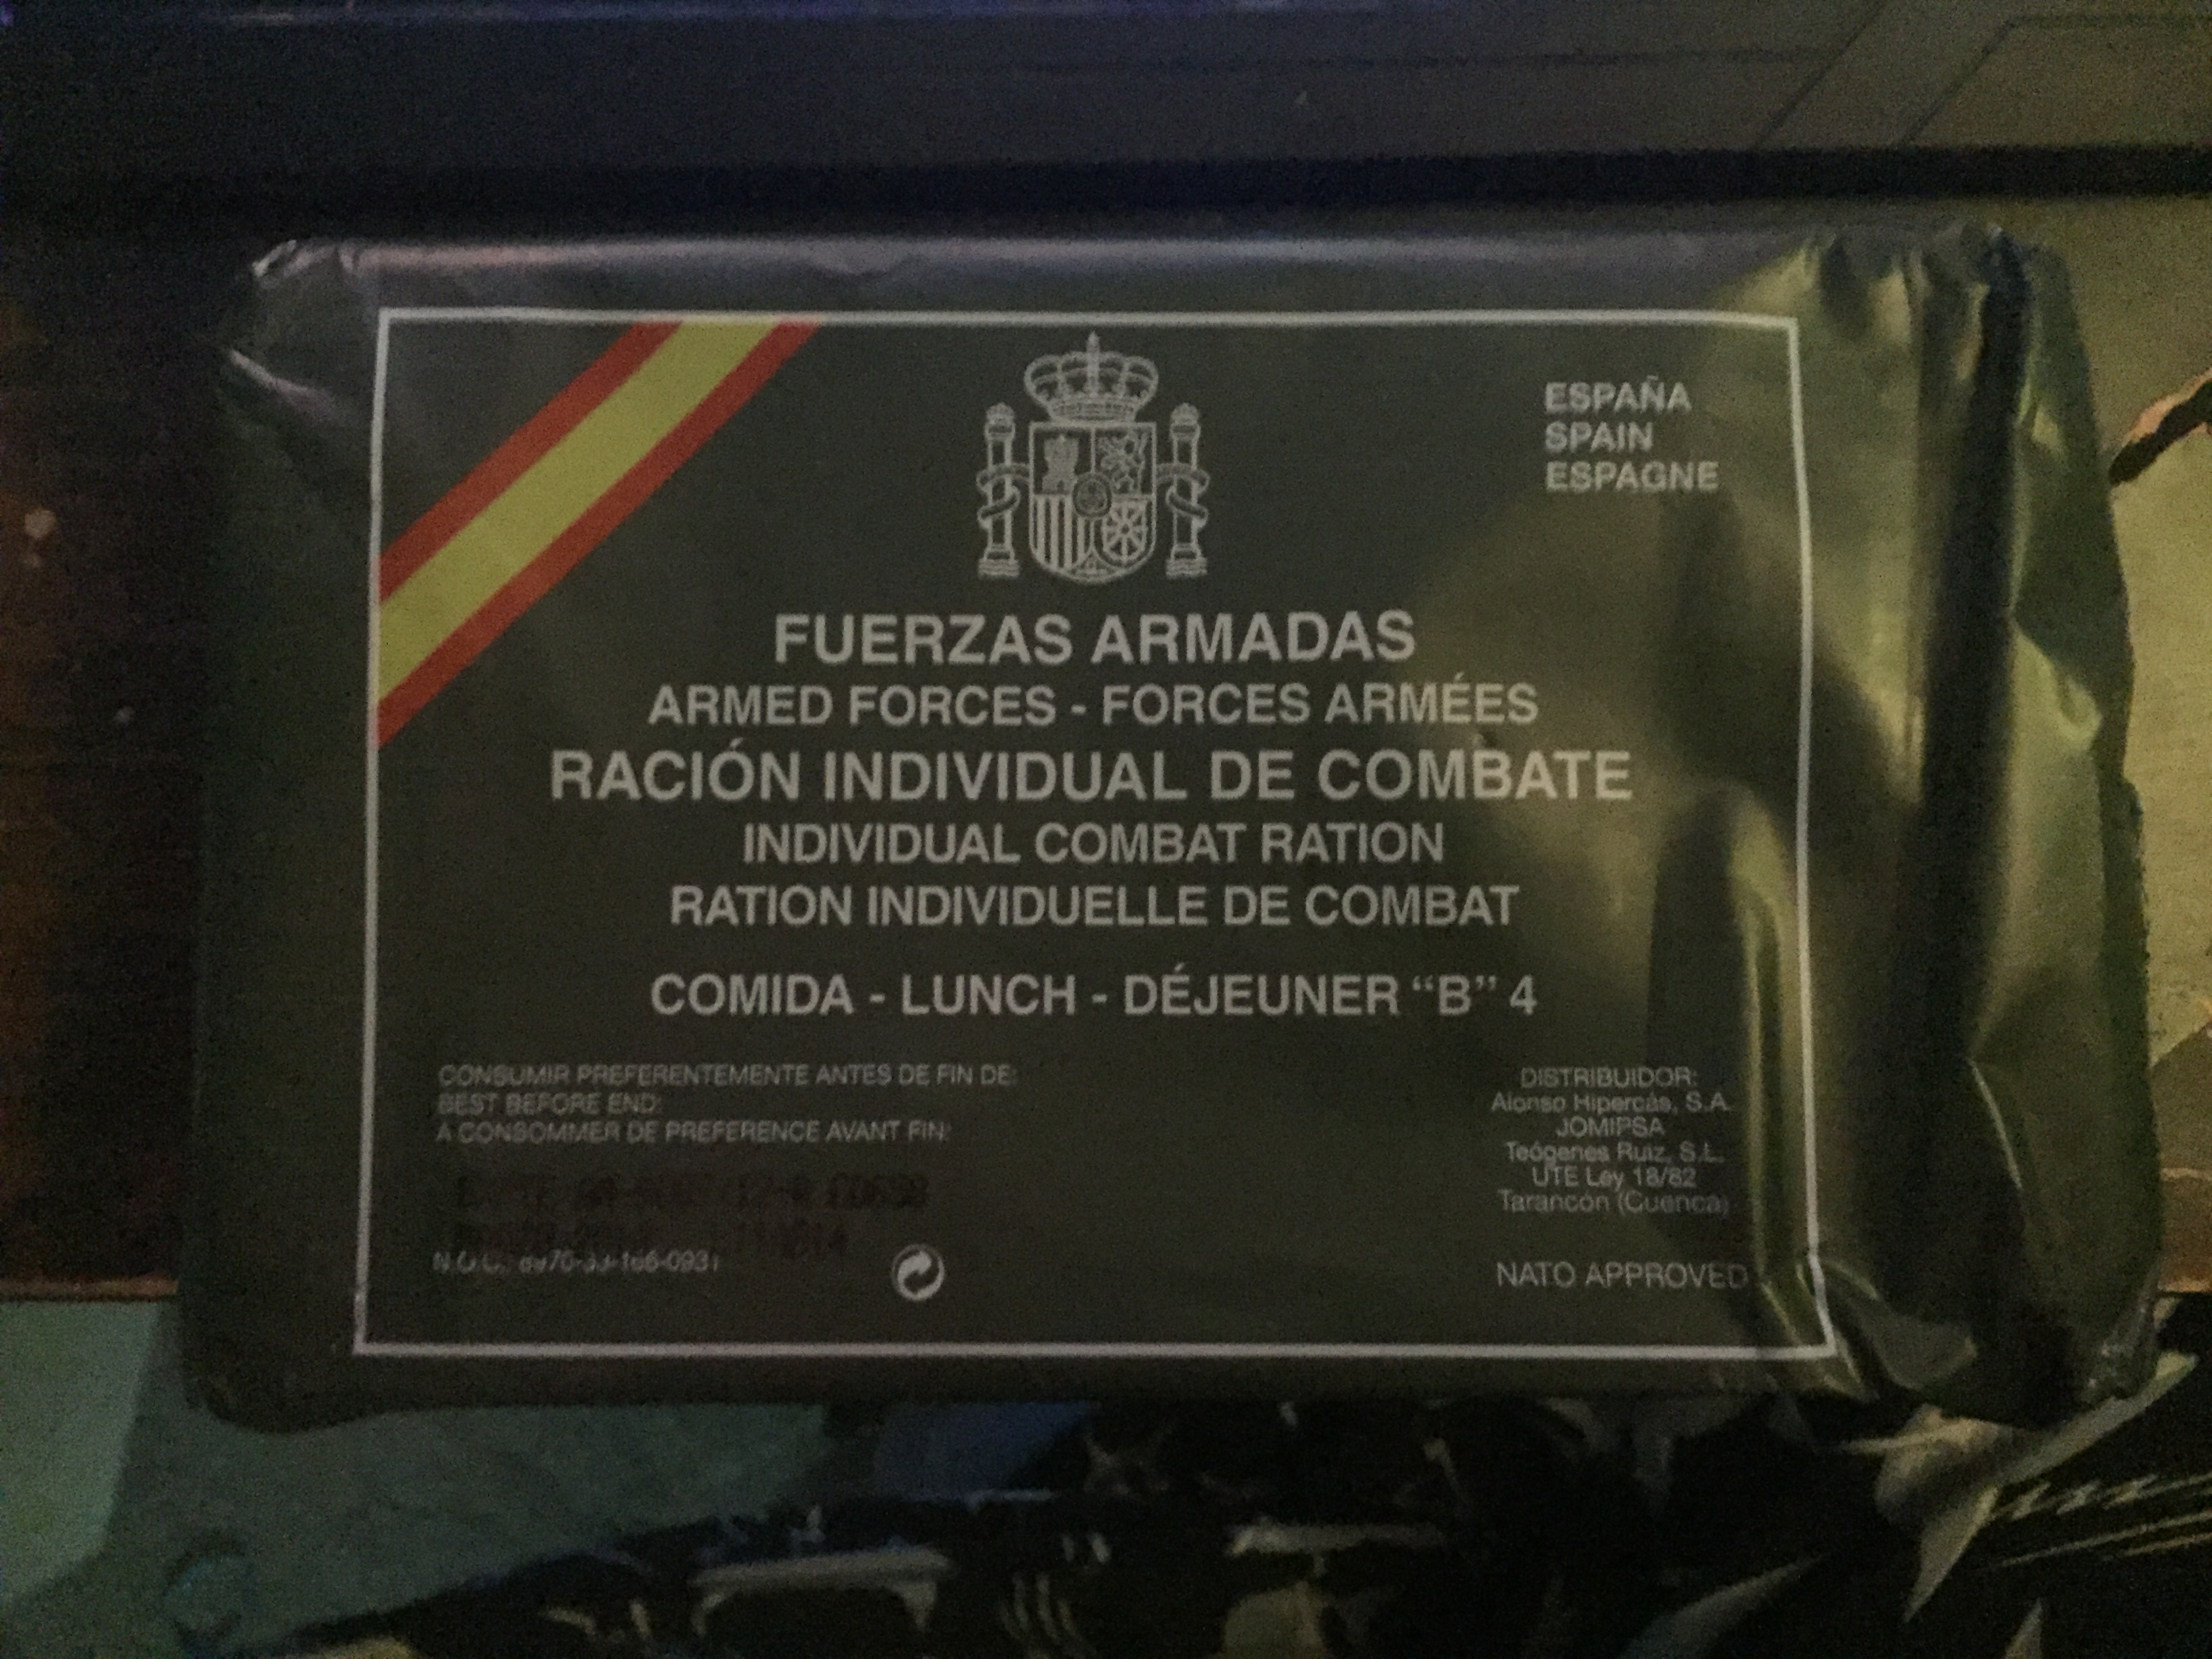 ESPAÑA
SPAIN
ESPAGNE
FUERZAS ARMADAS
ARMED FORCES - FORCES ARMÉES
RACIÓN INDIVIDUAL DE COMBATE
INDIVIDUAL COMBAT RATION
RATION INDIVIDUELLE DE COMBAT
COMIDA - LUNCH - DÉJEUNER “B” 4
CONSUMIR PREFERENTEMENTE ANTES DE FIN DE:
BEST BEFORE END:
A CONSOMMER DE PREFERENCE AVANT FIN:
DISTRIBUIDOR:
Alonso Hipercás, S.A.
JOMIPSA
Teógenes Ruiz, S.L.
UTE Ley 18/82
Tarancón (Cuenca)
NATO APPROVED